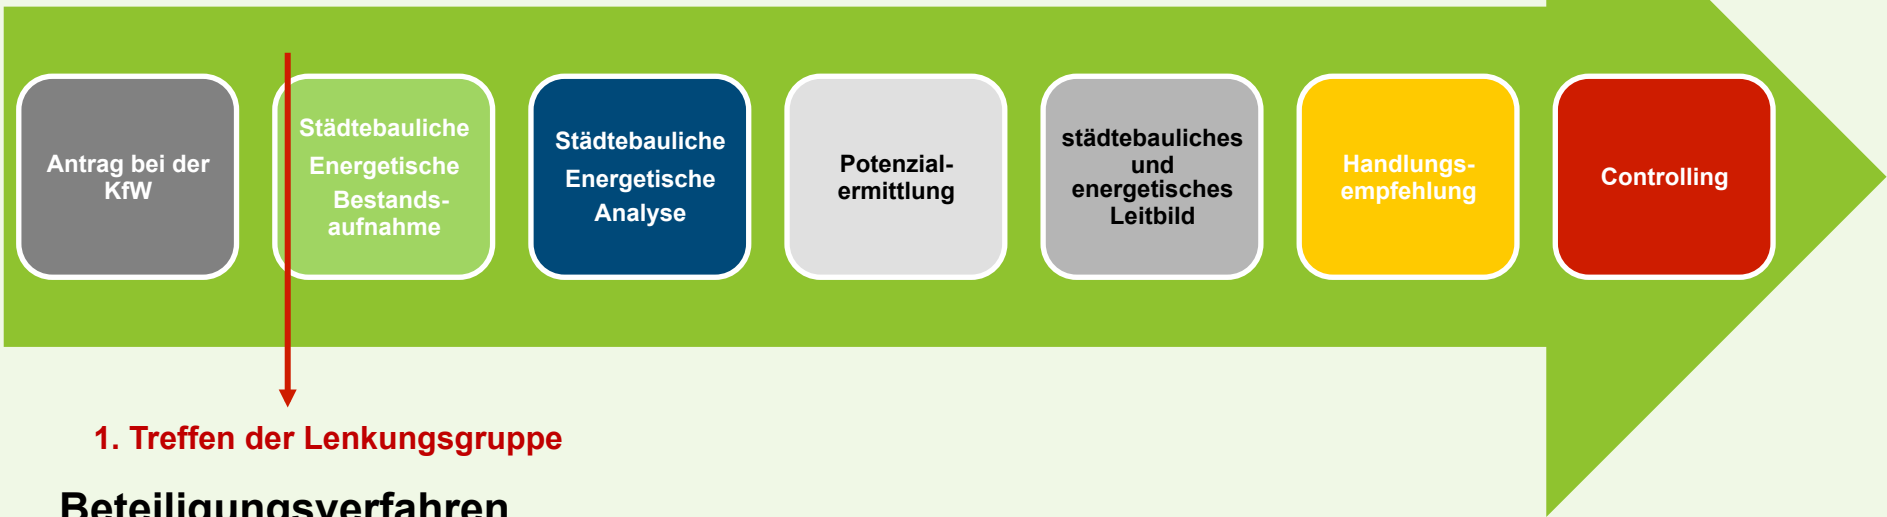 Antrag bei der
KfW
Städtebauliche
Energetische
Bestands-
aufnahme
Städtebauliche
Energetische
Analyse
Potenzial-
ermittlung
städtebauliches
und
energetisches
Leitbild
Handlungs-
empfehlung
Controlling
1. Treffen der Lenkungsgruppe
Beteiligungsverfahren